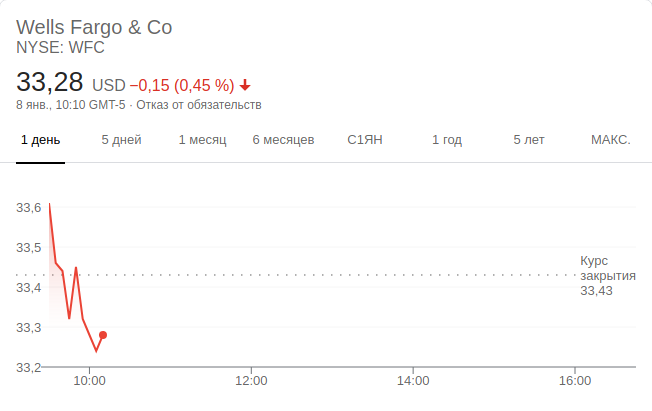 Wells Fargo & Co
NYSE: WFC
33,28 USD −0,15 (0,45 %)
8 янв., 10:10 GMT-5 · Отказ от обязательств
1 день 5 дней 1 месяц 6 месяцев С1ЯН 1 год 5 лет МАКС.
33,6
33,5
Курс
закрытия
33,43
33,4
33,3
33,2
10:00 12:00 14:00 16:00